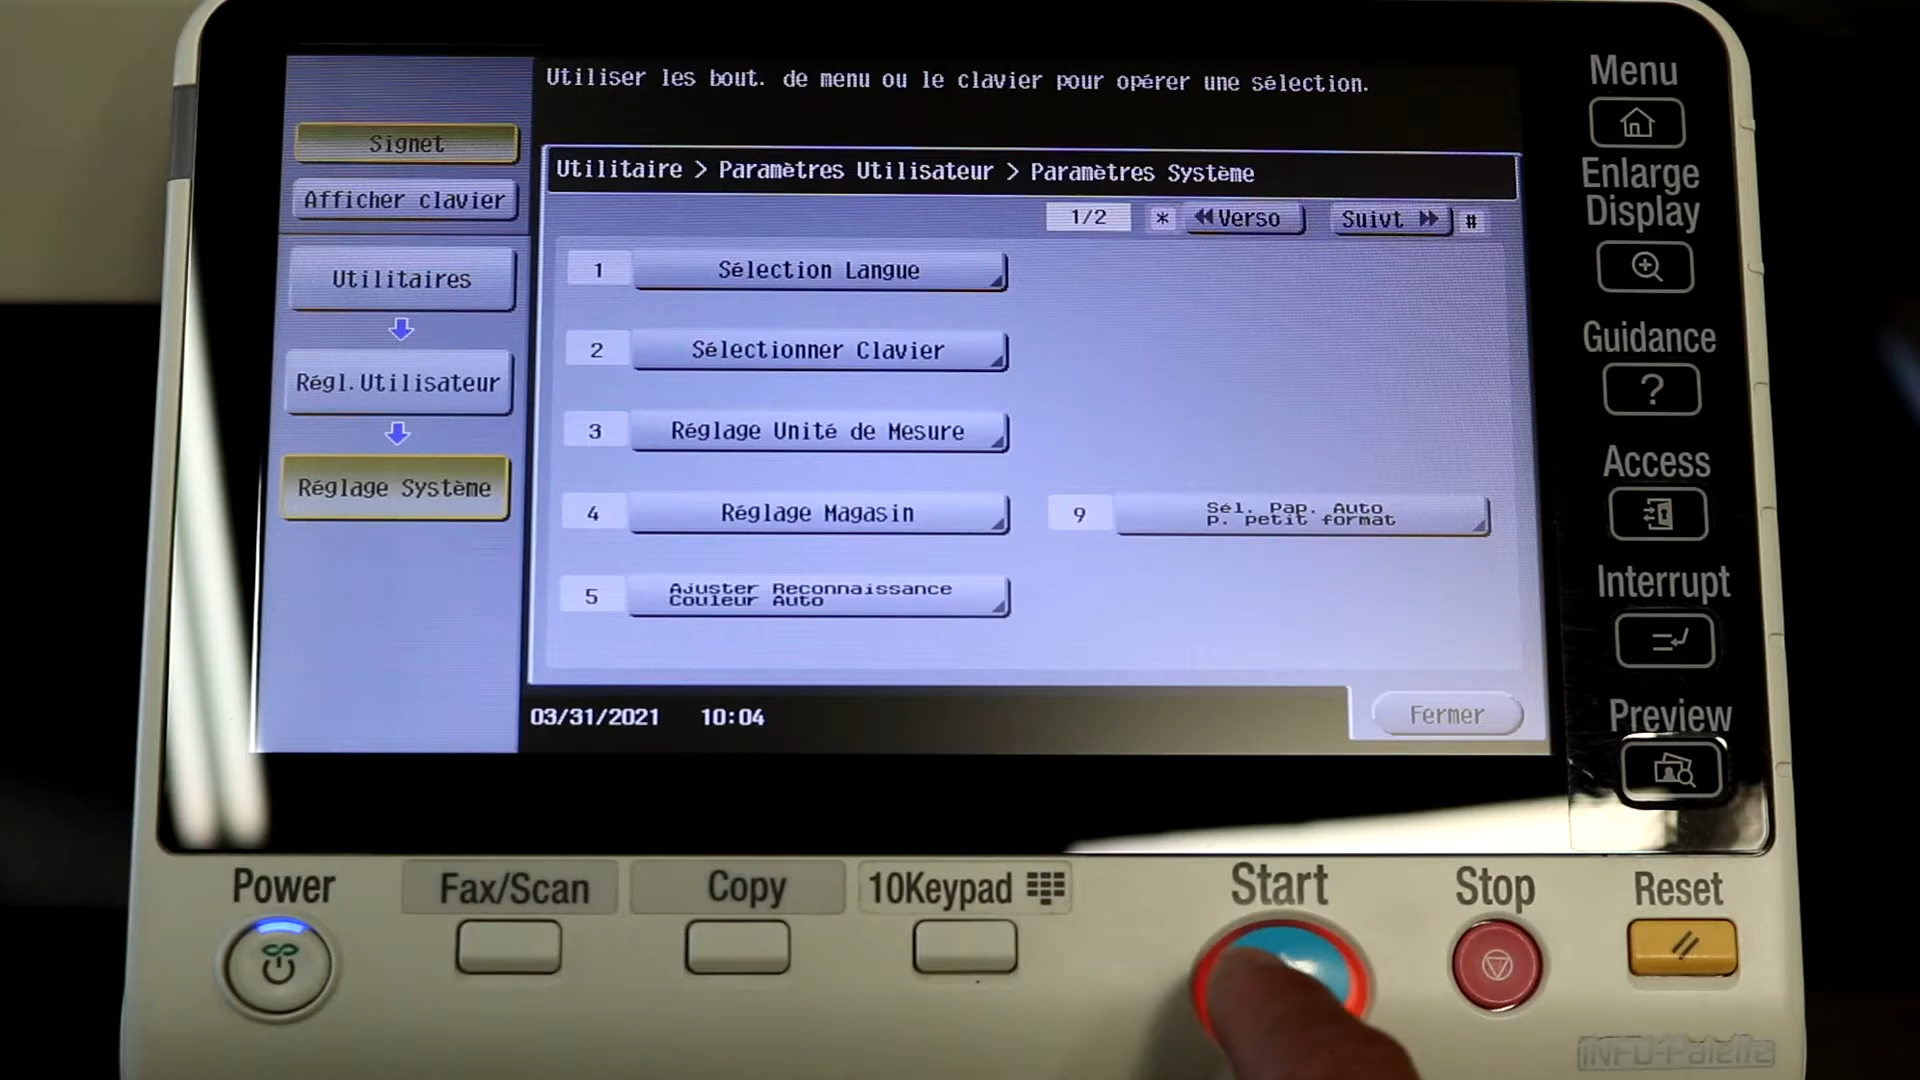 Utiliser les bout. de menu ou le clavier pour opérer une sélection.
Signet
Afficher clavier
Utilitaires
Régl.Utilisateur
Réglage Système
Utilitaire > Paramètres Utilisateur > Paramètres Système
1/2 * Verso Suivt #
1 Sélection Langue
2 Sélectionner Clavier
3 Réglage Unité de Mesure
4 Réglage Magasin
9 Sél. Pap. Auto
p. petit format
5 Ajuster Reconnaissance
Couleur Auto
03/31/2021 10:04
Fermer
Menu
Enlarge
Display
Guidance
?
Access
Interrupt
Preview
Power
Fax/Scan
Copy
10Keypad
Start
Stop
Reset
INFO-Palette